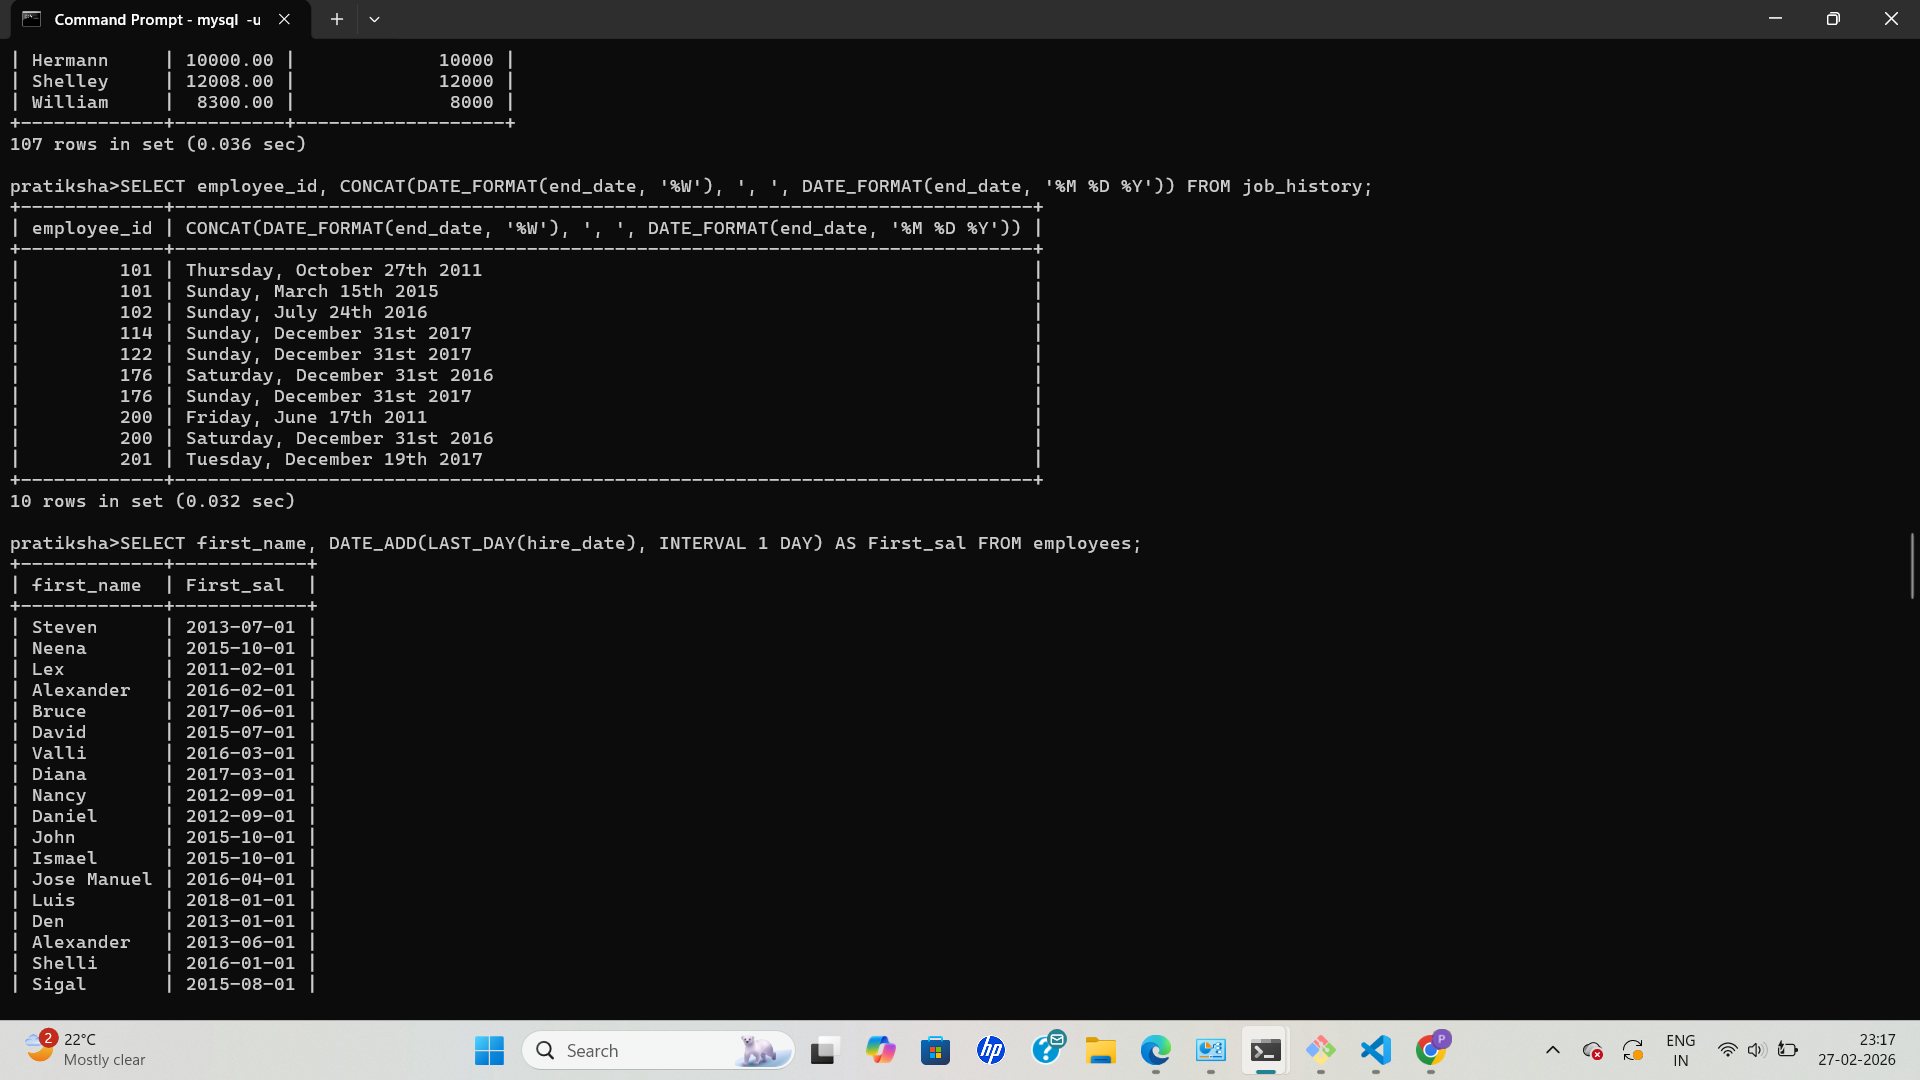 Command Prompt - mysql -u
| Hermann     | 10000.00 |             10000 |
| Shelley     | 12008.00 |             12000 |
| William     |  8300.00 |              8000 |
+-------------+----------+-------------------+
107 rows in set (0.036 sec)
pratiksha>SELECT employee_id, CONCAT(DATE_FORMAT(end_date, '%W'), ', ', DATE_FORMAT(end_date, '%M %D %Y')) FROM job_history;
+-------------+------------------------------------------------------------------------------+
| employee_id | CONCAT(DATE_FORMAT(end_date, '%W'), ', ', DATE_FORMAT(end_date, '%M %D %Y')) |
+-------------+------------------------------------------------------------------------------+
|         101 | Thursday, October 27th 2011                                                  |
|         101 | Sunday, March 15th 2015                                                      |
|         102 | Sunday, July 24th 2016                                                       |
|         114 | Sunday, December 31st 2017                                                   |
|         122 | Sunday, December 31st 2017                                                   |
|         176 | Saturday, December 31st 2016                                                 |
|         176 | Sunday, December 31st 2017                                                   |
|         200 | Friday, June 17th 2011                                                       |
|         200 | Saturday, December 31st 2016                                                 |
|         201 | Tuesday, December 19th 2017                                                  |
+-------------+------------------------------------------------------------------------------+
10 rows in set (0.032 sec)
pratiksha>SELECT first_name, DATE_ADD(LAST_DAY(hire_date), INTERVAL 1 DAY) AS First_sal FROM employees;
+-------------+------------+
| first_name  | First_sal  |
+-------------+------------+
| Steven      | 2013-07-01 |
| Neena       | 2015-10-01 |
| Lex         | 2011-02-01 |
| Alexander   | 2016-02-01 |
| Bruce       | 2017-06-01 |
| David       | 2015-07-01 |
| Valli       | 2016-03-01 |
| Diana       | 2017-03-01 |
| Nancy       | 2012-09-01 |
| Daniel      | 2012-09-01 |
| John        | 2015-10-01 |
| Ismael      | 2015-10-01 |
| Jose Manuel | 2016-04-01 |
| Luis        | 2018-01-01 |
| Den         | 2013-01-01 |
| Alexander   | 2013-06-01 |
| Shelli      | 2016-01-01 |
| Sigal       | 2015-08-01 |
2
22°C
Mostly clear
Search
hp
P
ENG
IN
23:17
27-02-2026